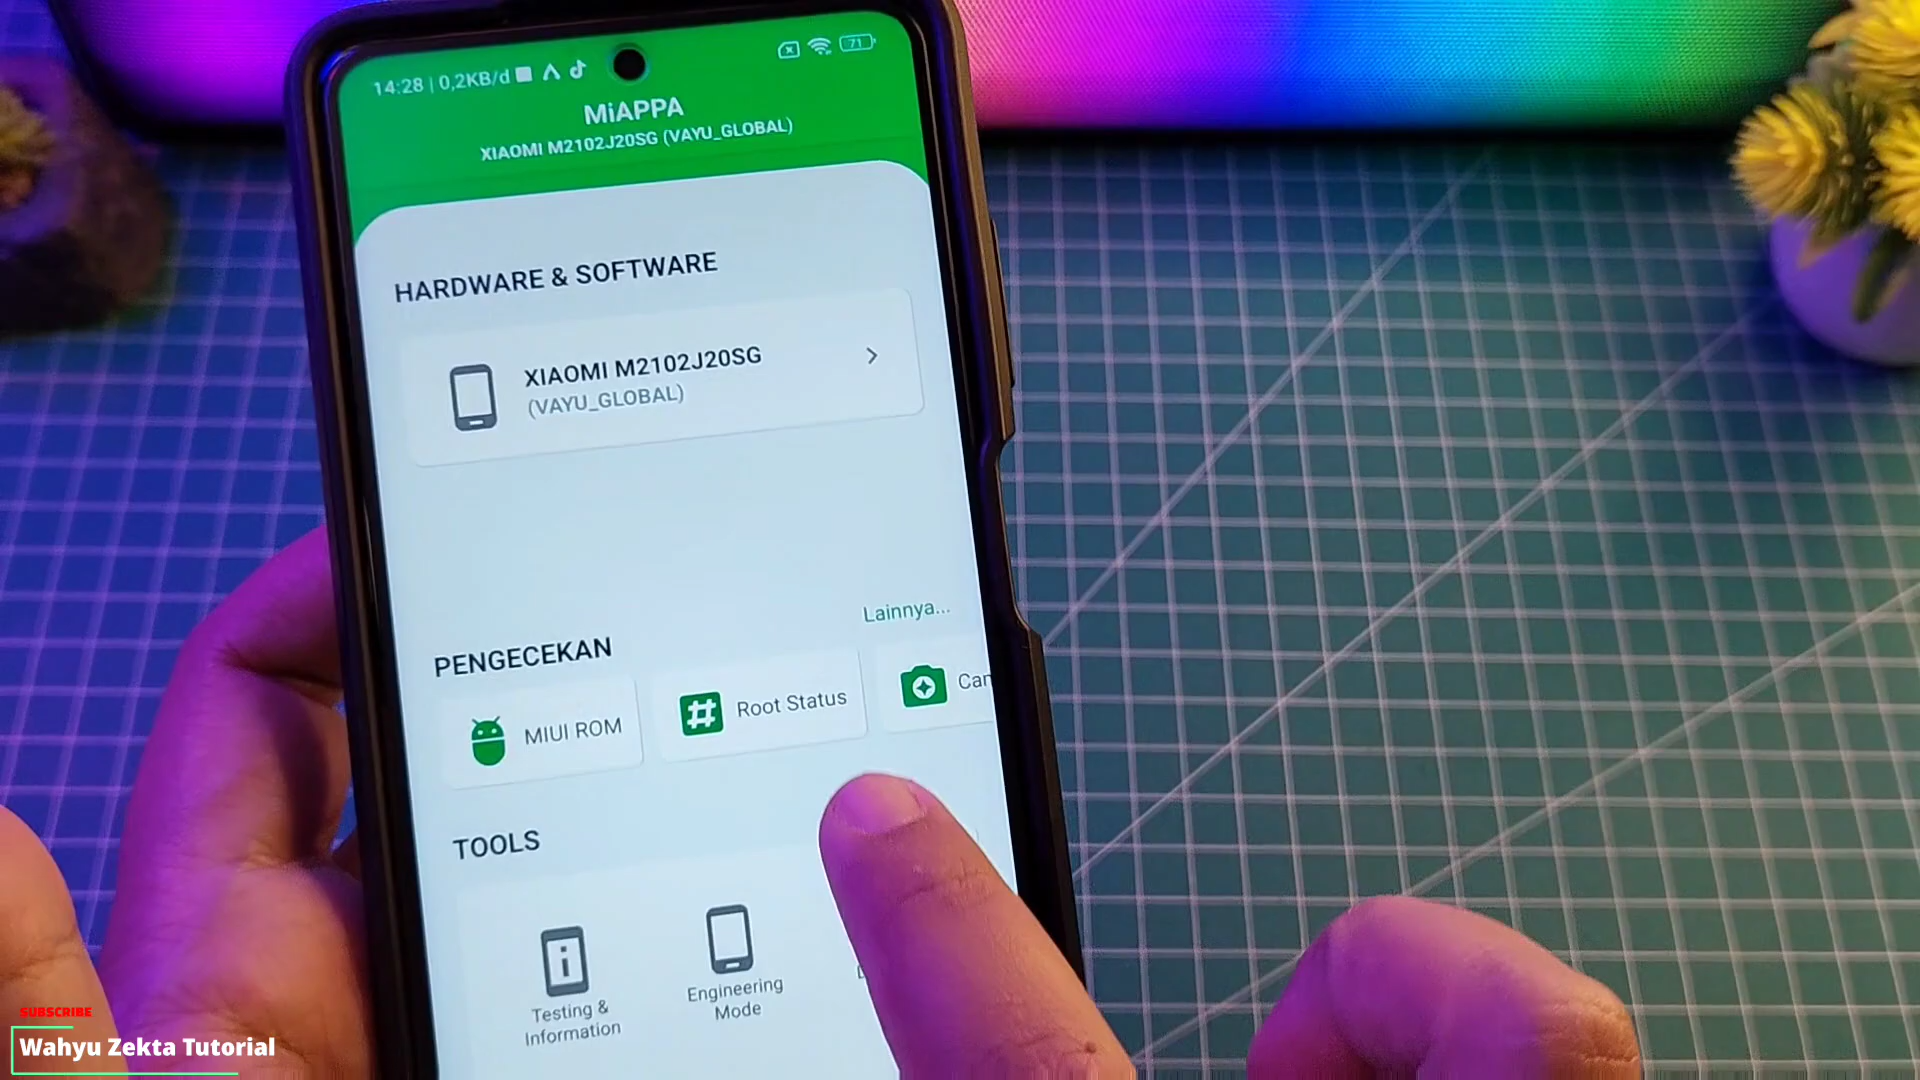 14:28 | 0,2KB/d
71
MiAPPA
XIAOMI M2102J20SG (VAYU_GLOBAL)
HARDWARE & SOFTWARE
XIAOMI M2102J20SG
(VAYU_GLOBAL)
Lainnya...
PENGECEKAN
MIUI ROM
Root Status
TOOLS
Testing &
Information
Engineering
Mode
SUBSCRIBE
Wahyu Zekta Tutorial